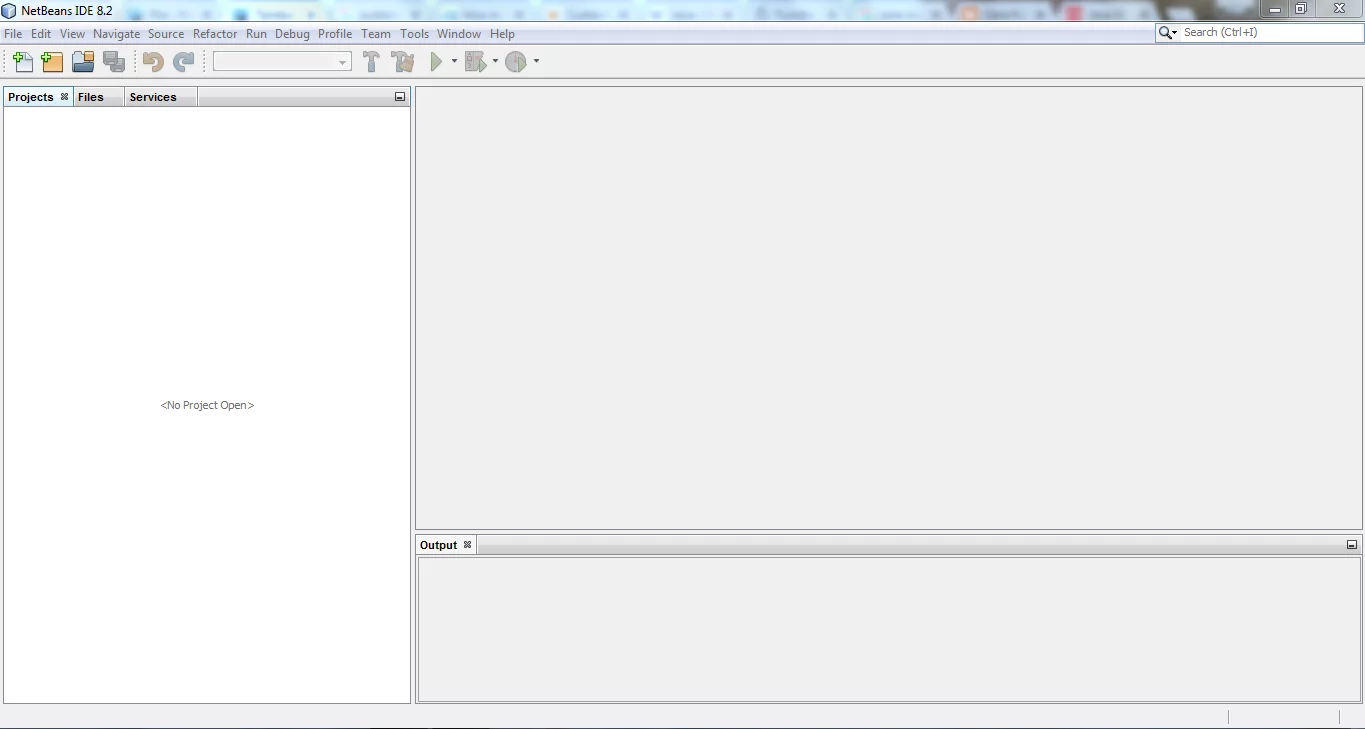 NetBeans IDE 8.2
File Edit View Navigate Source Refactor Run Debug Profile Team Tools Window Help
Search (Ctrl+I)
Projects Files Services
<No Project Open>
Output